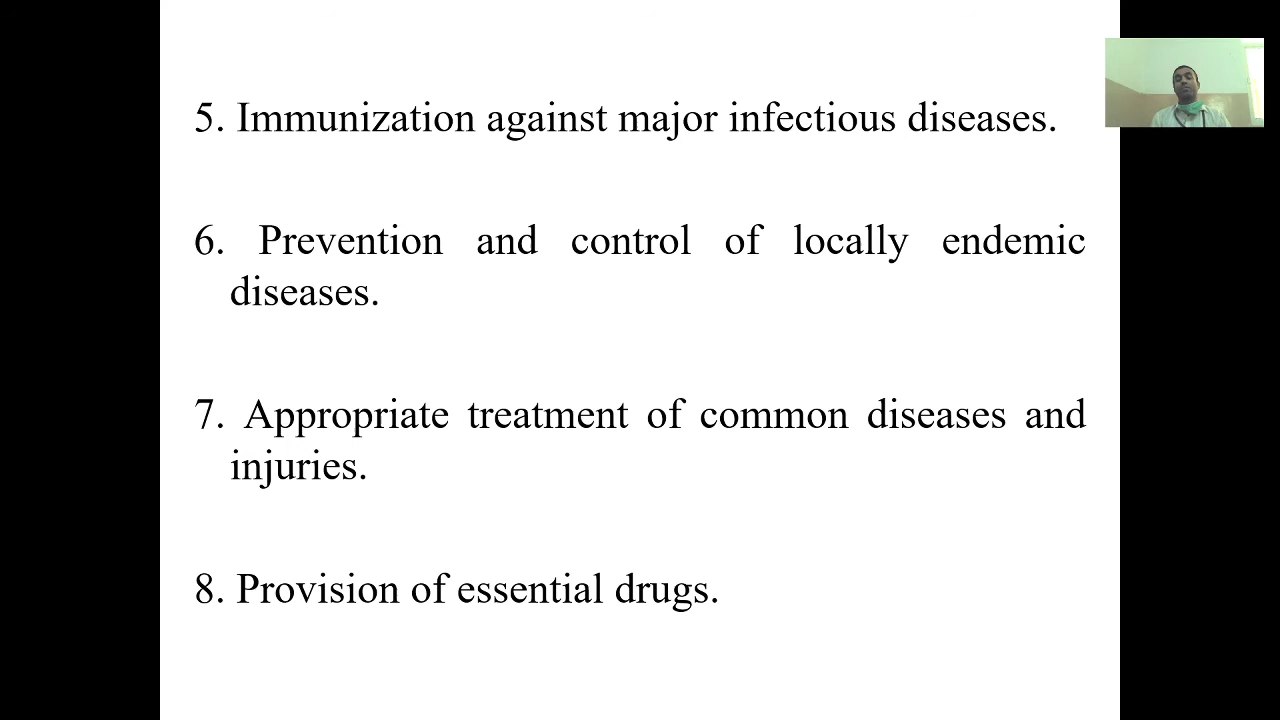 5. Immunization against major infectious diseases.
6. Prevention and control of locally endemic
diseases.
7. Appropriate treatment of common diseases and
injuries.
8. Provision of essential drugs.